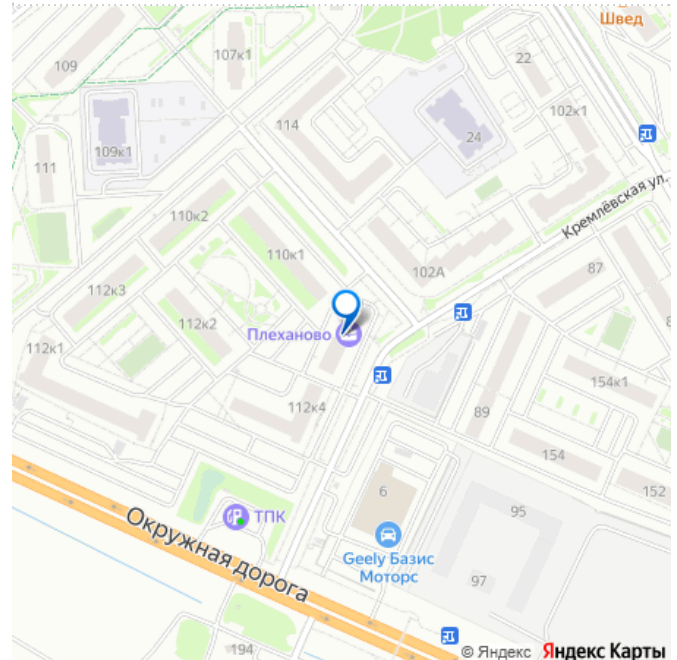 Швед
107к1
109
22
102к1
114
24
109к1
111
Кремлёвская ул.
110к2
110к1
102А
87
112к3
8
112к2
Плеханово
112к1
154к1
112к4
89
154
152
6
95
ТПК
Окружная дорога
Geely Базис
Моторс
97
194
© Яндекс Яндекс Карты